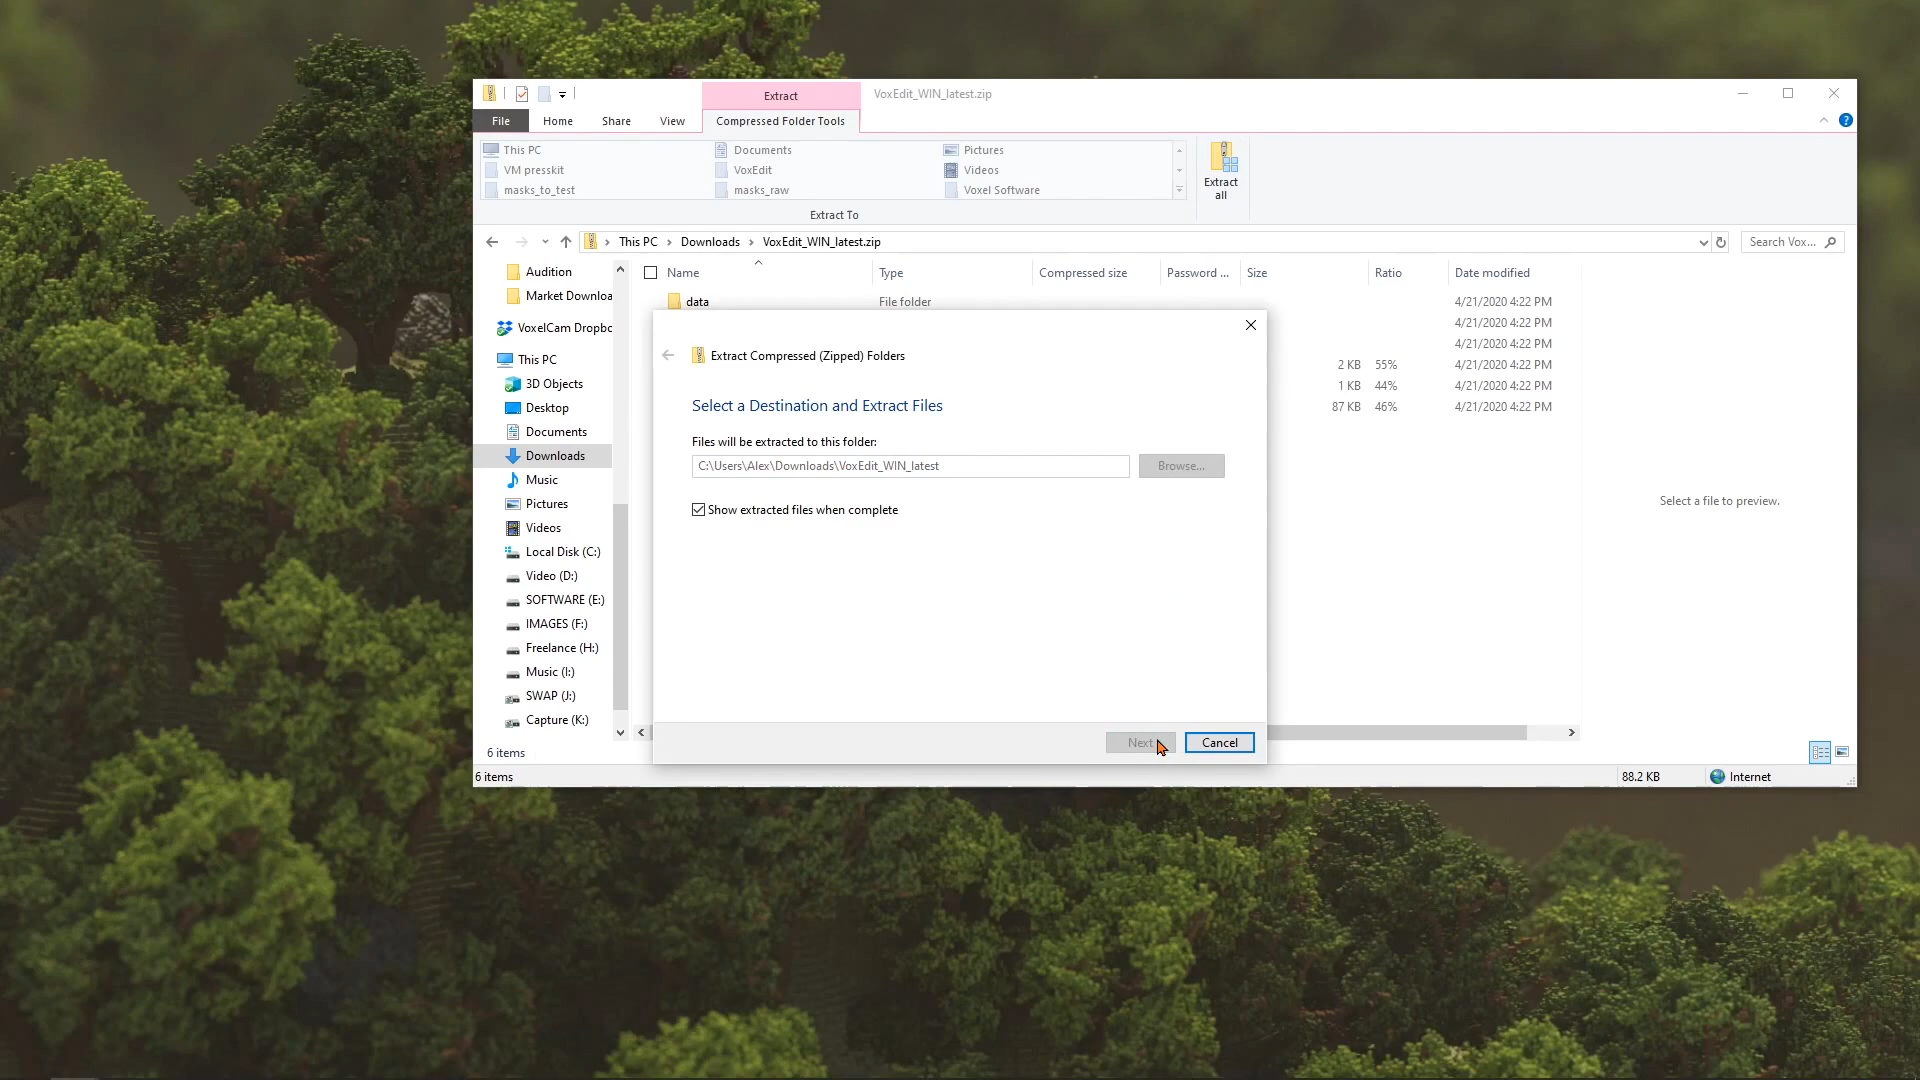 Extract
VoxEdit_WIN_latest.zip
File
Home
Share
View
Compressed Folder Tools
This PC
Documents
Pictures
VM presskit
VoxEdit
Videos
masks_to_test
masks_raw
Voxel Software
Extract To
Extract
all
This PC > Downloads > VoxEdit_WIN_latest.zip
Search Vox...
Audition
Market Downloa
VoxelCam Dropbo
This PC
3D Objects
Desktop
Documents
Downloads
Music
Pictures
Videos
Local Disk (C:)
Video (D:)
SOFTWARE (E:)
IMAGES (F:)
Freelance (H:)
Music (I:)
SWAP (J:)
Capture (K:)
Name
Type
Compressed size
Password ...
Size
Ratio
Date modified
data
File folder
4/21/2020 4:22 PM
4/21/2020 4:22 PM
4/21/2020 4:22 PM
2 KB 55% 4/21/2020 4:22 PM
1 KB 44% 4/21/2020 4:22 PM
87 KB 46% 4/21/2020 4:22 PM
Extract Compressed (Zipped) Folders
Select a Destination and Extract Files
Files will be extracted to this folder:
C:\Users\Alex\Downloads\VoxEdit_WIN_latest
Browse...
Show extracted files when complete
Next
Cancel
Select a file to preview.
6 items
6 items
88.2 KB
Internet